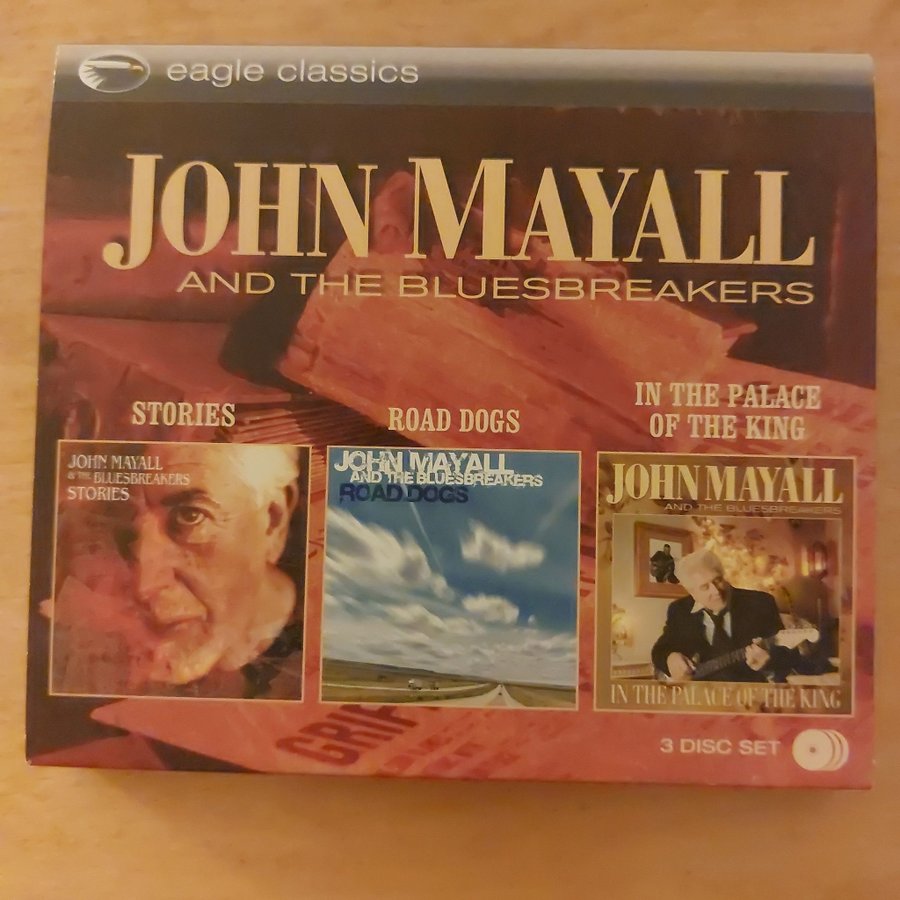 eagle classics
JOHN MAYALL
AND THE BLUESBREAKERS
STORIES
ROAD DOGS
IN THE PALACE
OF THE KING
JOHN MAYALL
& THE BLUESBREAKERS
STORIES
JOHN MAYALL
AND THE BLUESBREAKERS
ROAD DOGS
JOHN MAYALL
AND THE BLUESBREAKERS
IN THE PALACE OF THE KING
GRIF
3 DISC SET